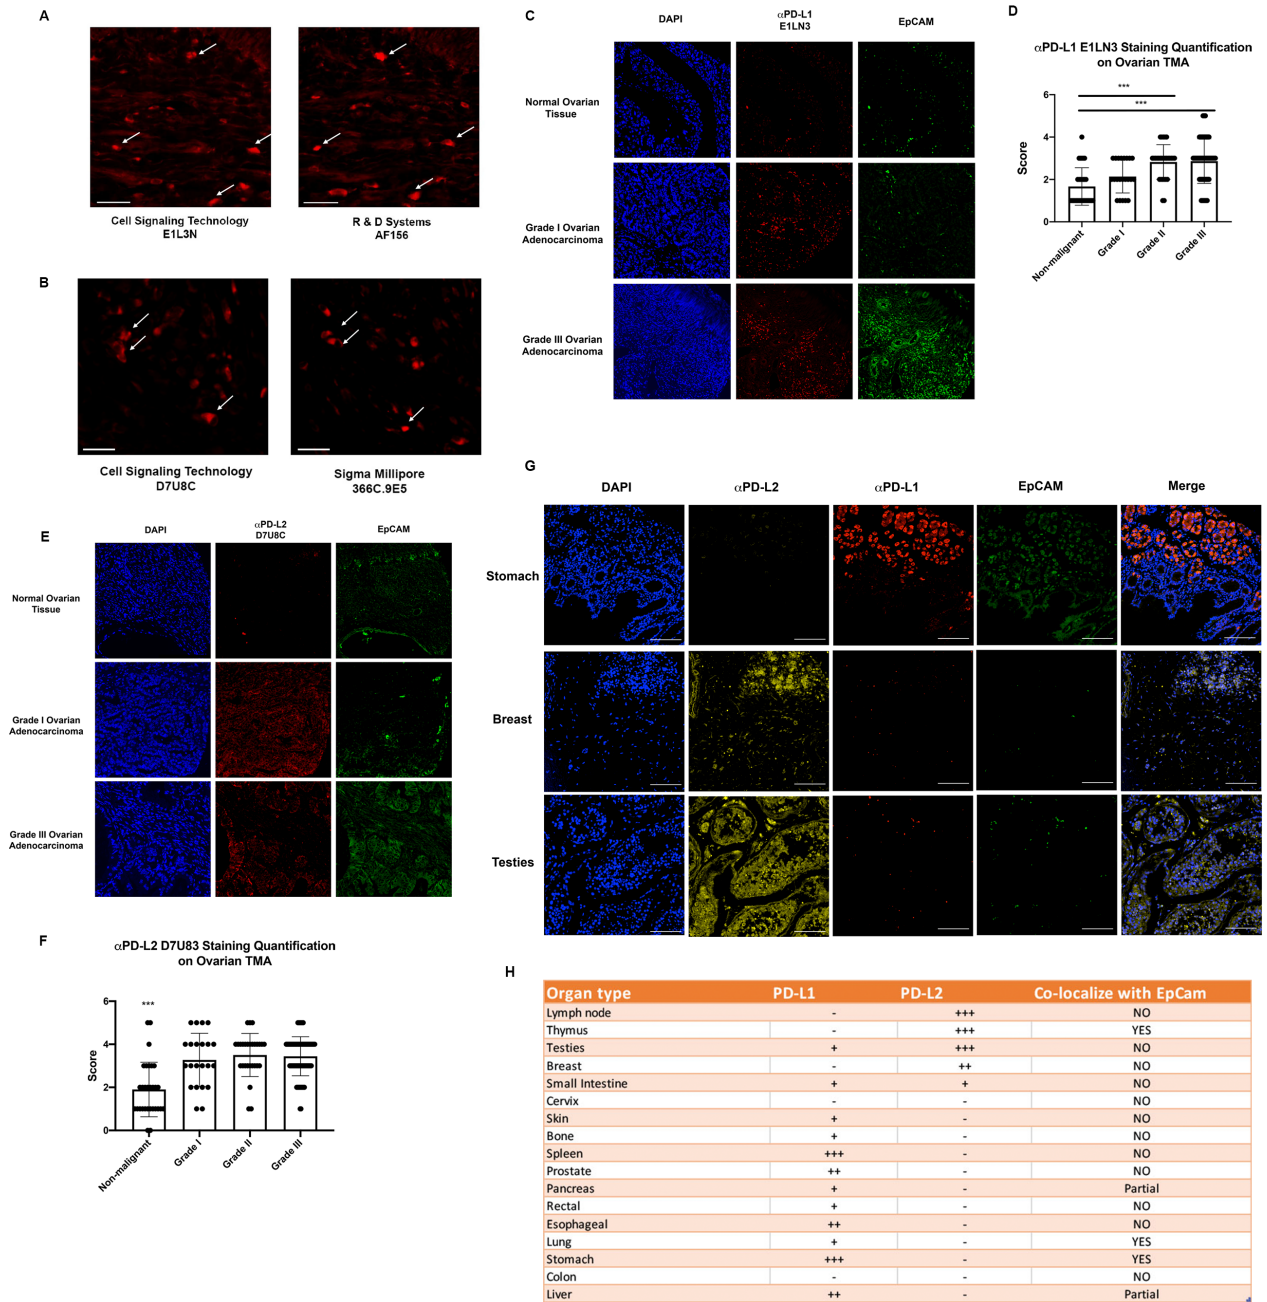 A
Cell Signaling Technology
E1L3N
R & D Systems
AF156
B
Cell Signaling Technology
D7U8C
Sigma Millipore
366C.9E5
C
DAPI
αPD-L1
E1LN3
EpCAM
Normal Ovarian
Tissue
Grade I Ovarian
Adenocarcinoma
Grade III Ovarian
Adenocarcinoma
D
αPD-L1 E1LN3 Staining Quantification
on Ovarian TMA
***
***
Score
6
4
2
0
Non-malignant
Grade I
Grade II
Grade III
E
DAPI
αPD-L2
D7U8C
EpCAM
Normal Ovarian
Tissue
Grade I Ovarian
Adenocarcinoma
Grade III Ovarian
Adenocarcinoma
F
αPD-L2 D7U83 Staining Quantification
on Ovarian TMA
***
Score
6
4
2
0
Non-malignant
Grade I
Grade II
Grade III
G
DAPI
αPD-L2
αPD-L1
EpCAM
Merge
Stomach
Breast
Testies
H
Organ type PD-L1 PD-L2 Co-localize with EpCam
Lymph node - +++ NO
Thymus - +++ YES
Testies + +++ NO
Breast - ++ NO
Small Intestine + + NO
Cervix - - NO
Skin + - NO
Bone + - NO
Spleen +++ - NO
Prostate ++ - NO
Pancreas + - Partial
Rectal + - NO
Esophageal ++ - NO
Lung + - YES
Stomach +++ - YES
Colon - - NO
Liver ++ - Partial